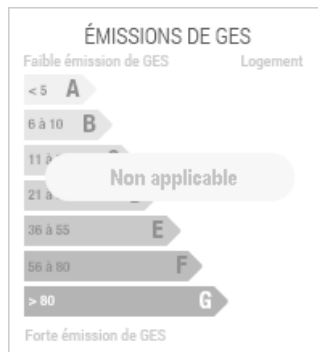 ÉMISSIONS DE GES
Faible émission de GES Logement
< 5 A
6 à 10 B
11 à
Non applicable
21 à
36 à 55 E
56 à 80 F
> 80 G
Forte émission de GES